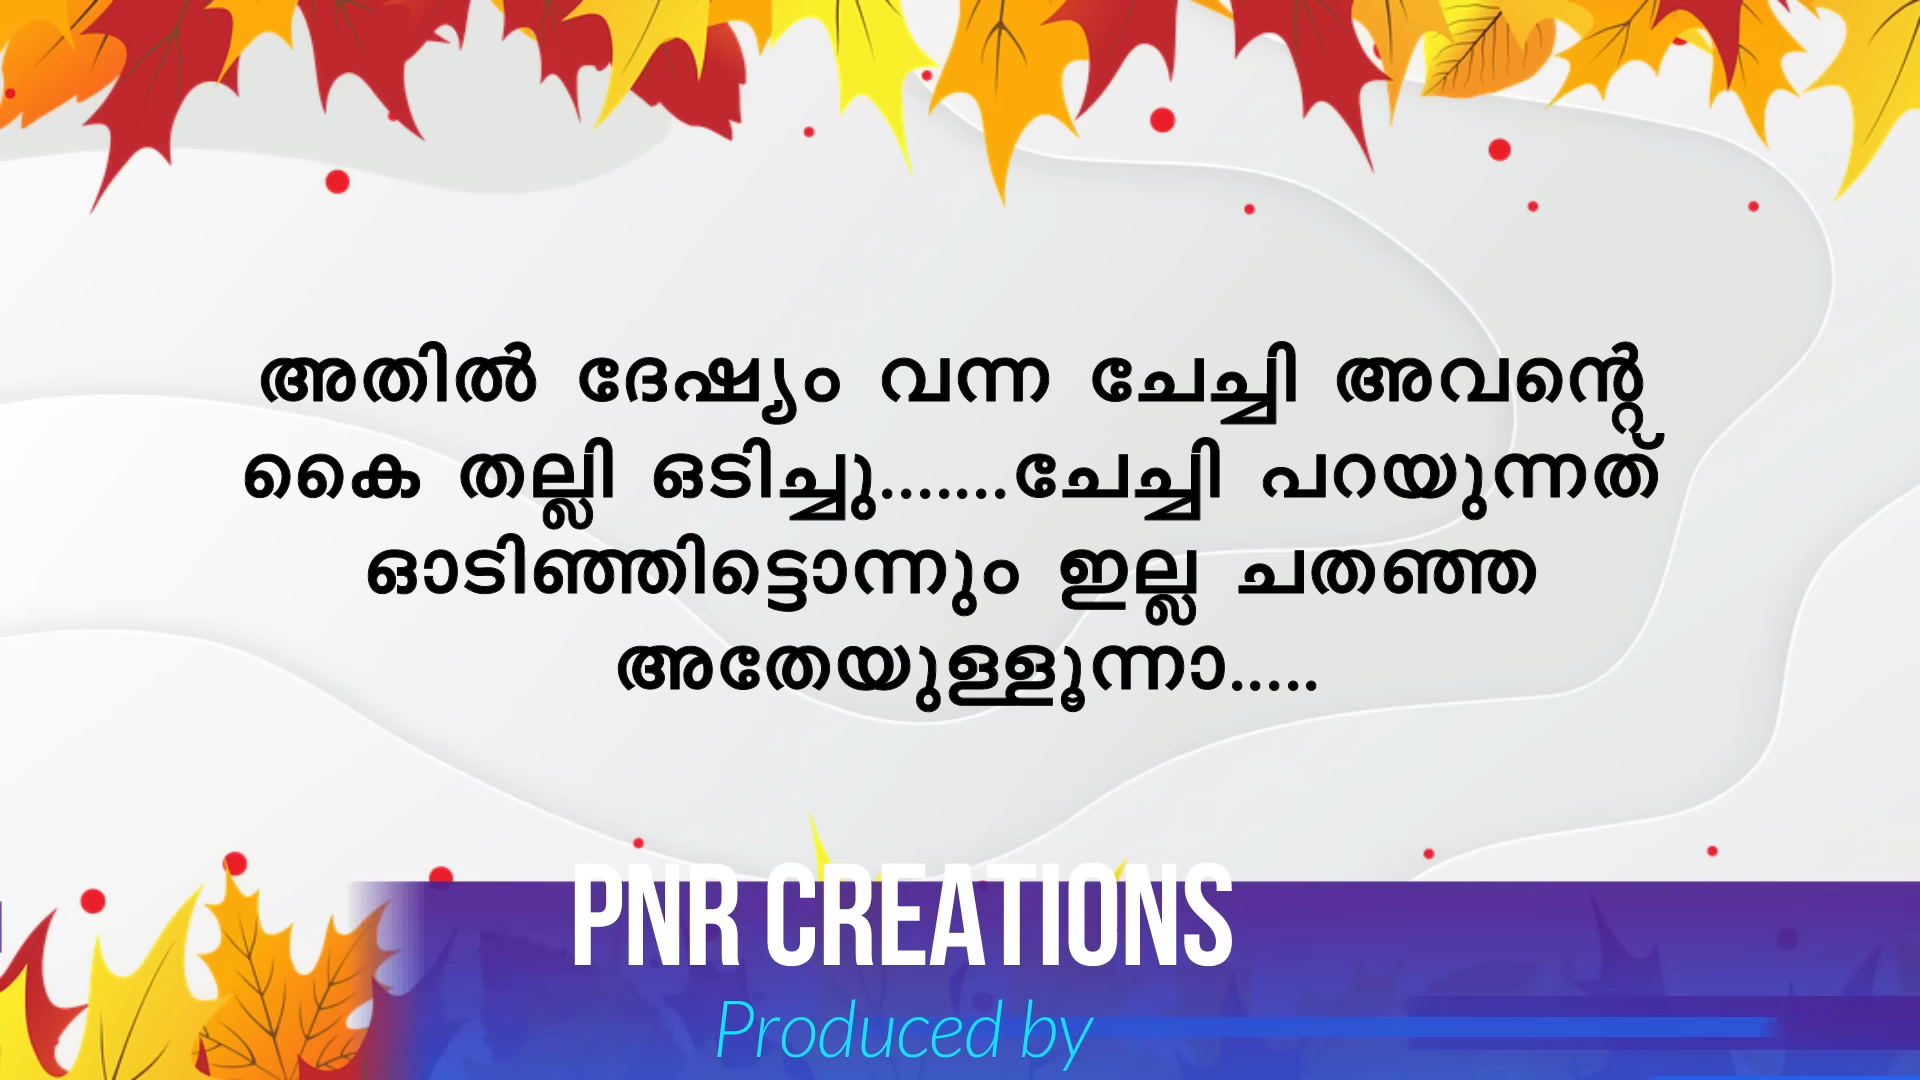 അതിൽ ദേഷ്യം വന്ന ചേച്ചി അവന്റെ
കൈ തല്ലി ഒടിച്ചു.......ചേച്ചി പറയുന്നത്
ഓടിഞ്ഞിട്ടൊന്നും ഇല്ല ചതഞ്ഞ
അതേയുള്ളൂന്നാ.....
PNR CREATIONS
Produced by